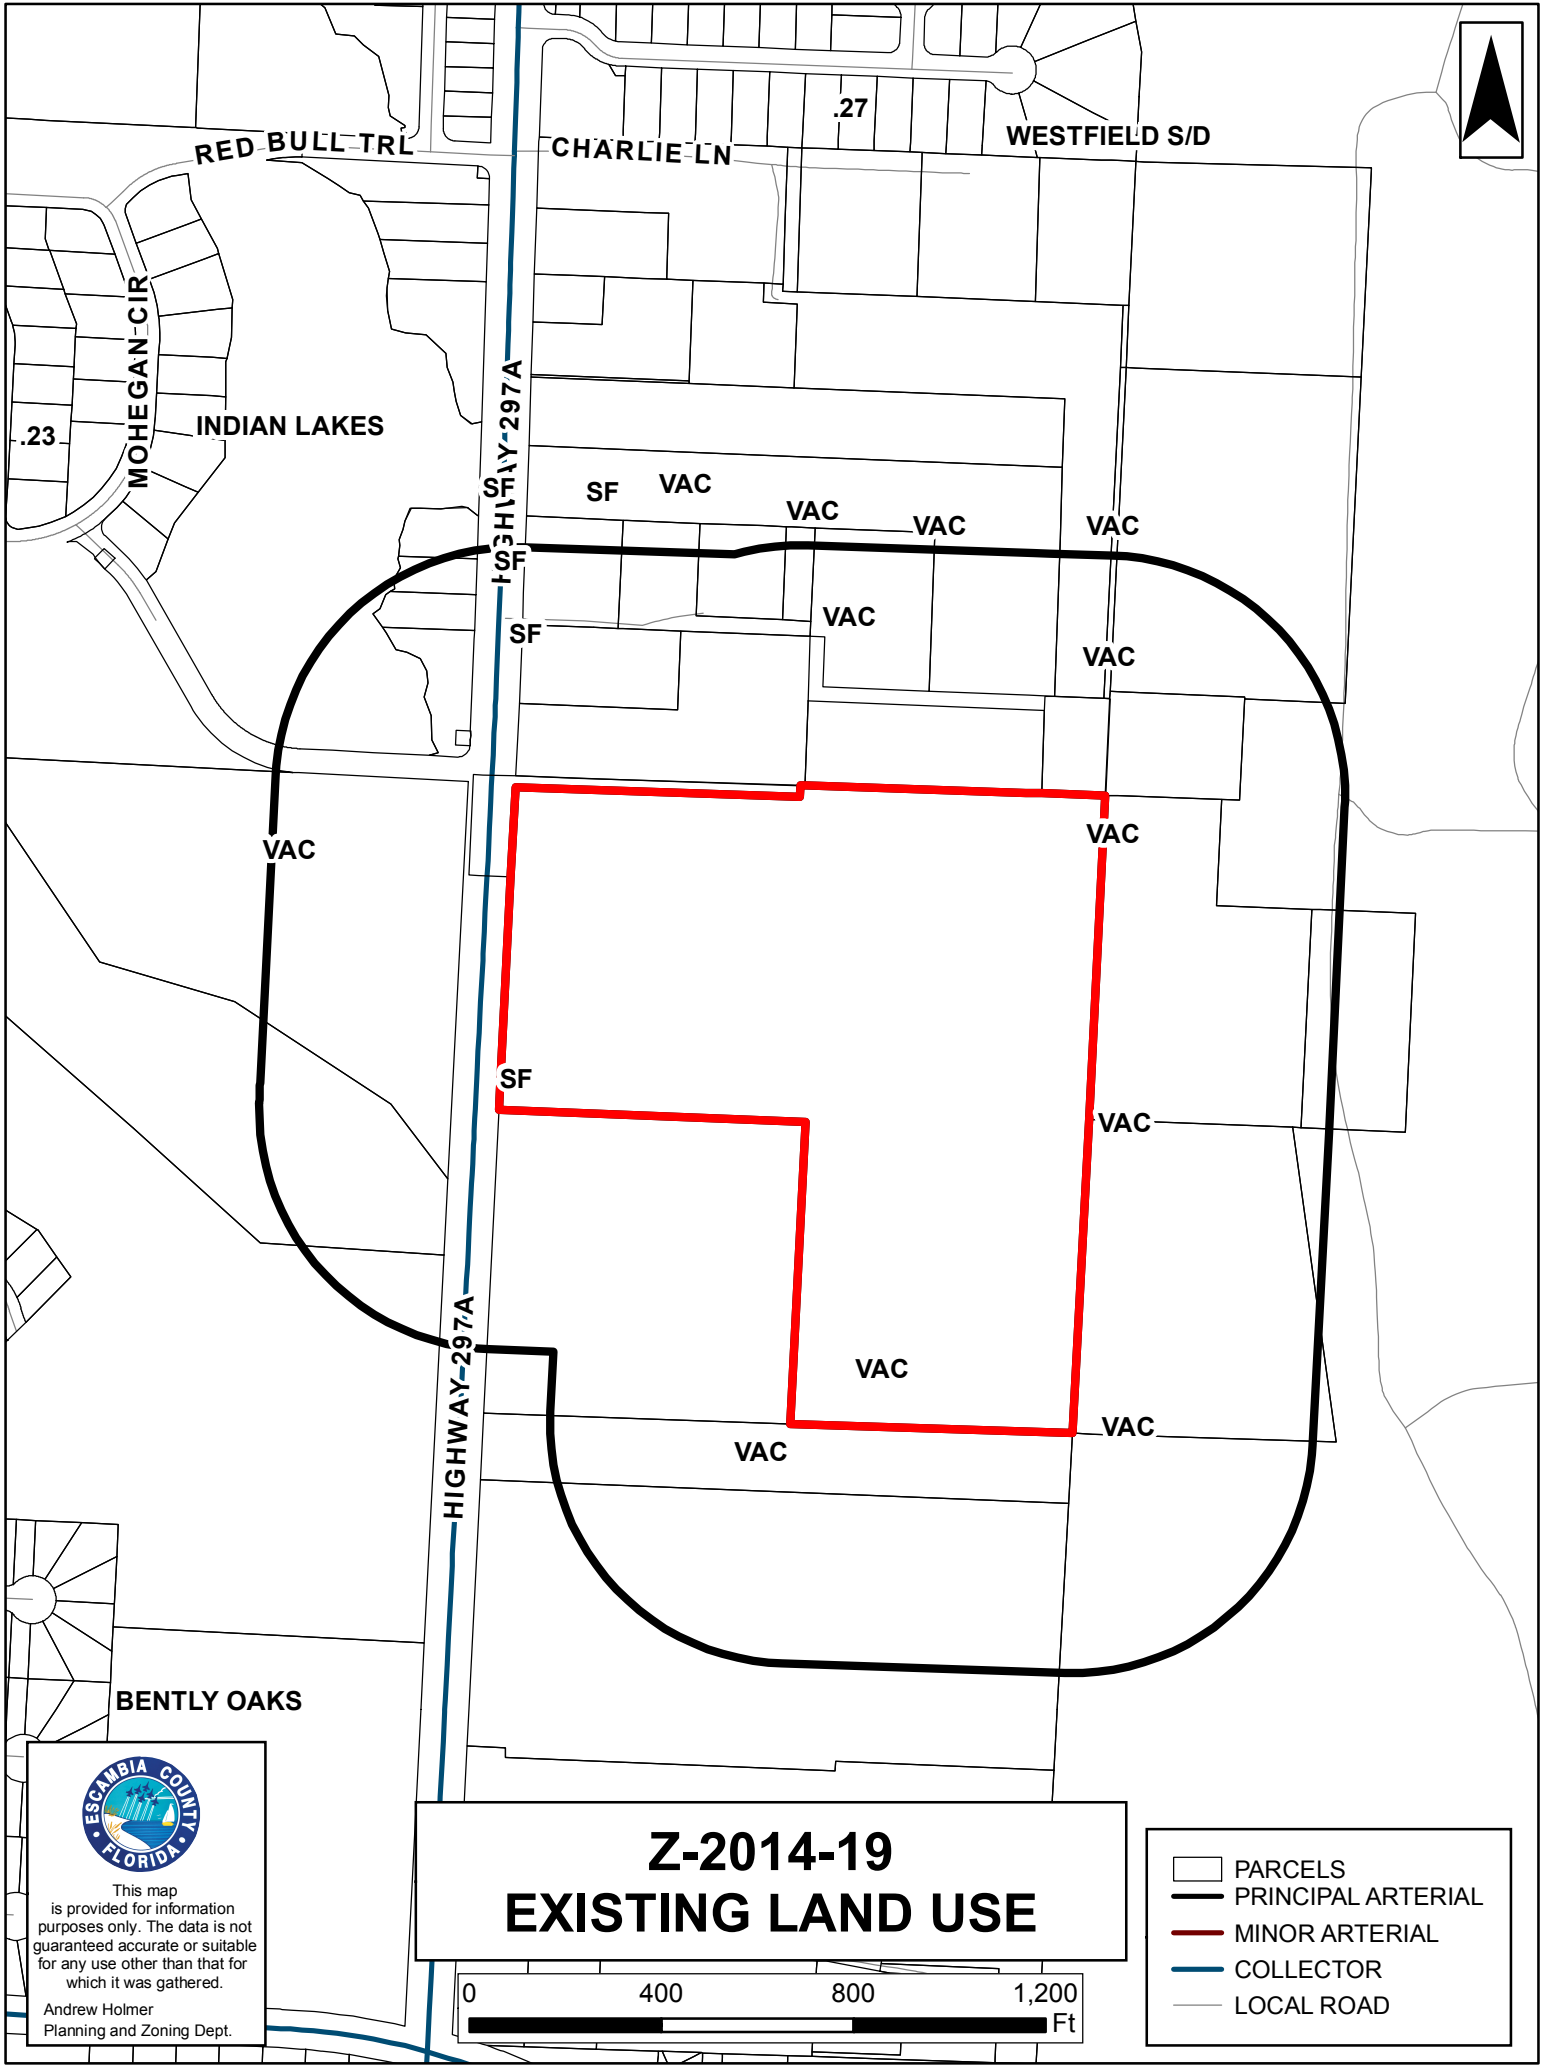 .27
WESTFIELD S/D
RED BULL TRL
CHARLIE LN
MOHEGAN CIR
HIGHWAY 297A
.23
INDIAN LAKES
SF
SF
VAC
VAC
VAC
VAC
SF
VAC
SF
VAC
VAC
VAC
SF
VAC
HIGHWAY 297A
VAC
VAC
VAC
BENTLY OAKS
ESCAMBIA COUNTY
FLORIDA
This map
is provided for information
purposes only. The data is not
guaranteed accurate or suitable
for any use other than that for
which it was gathered.
Andrew Holmer
Planning and Zoning Dept.
Z-2014-19
EXISTING LAND USE
0 400 800 1,200
Ft
PARCELS
PRINCIPAL ARTERIAL
MINOR ARTERIAL
COLLECTOR
LOCAL ROAD